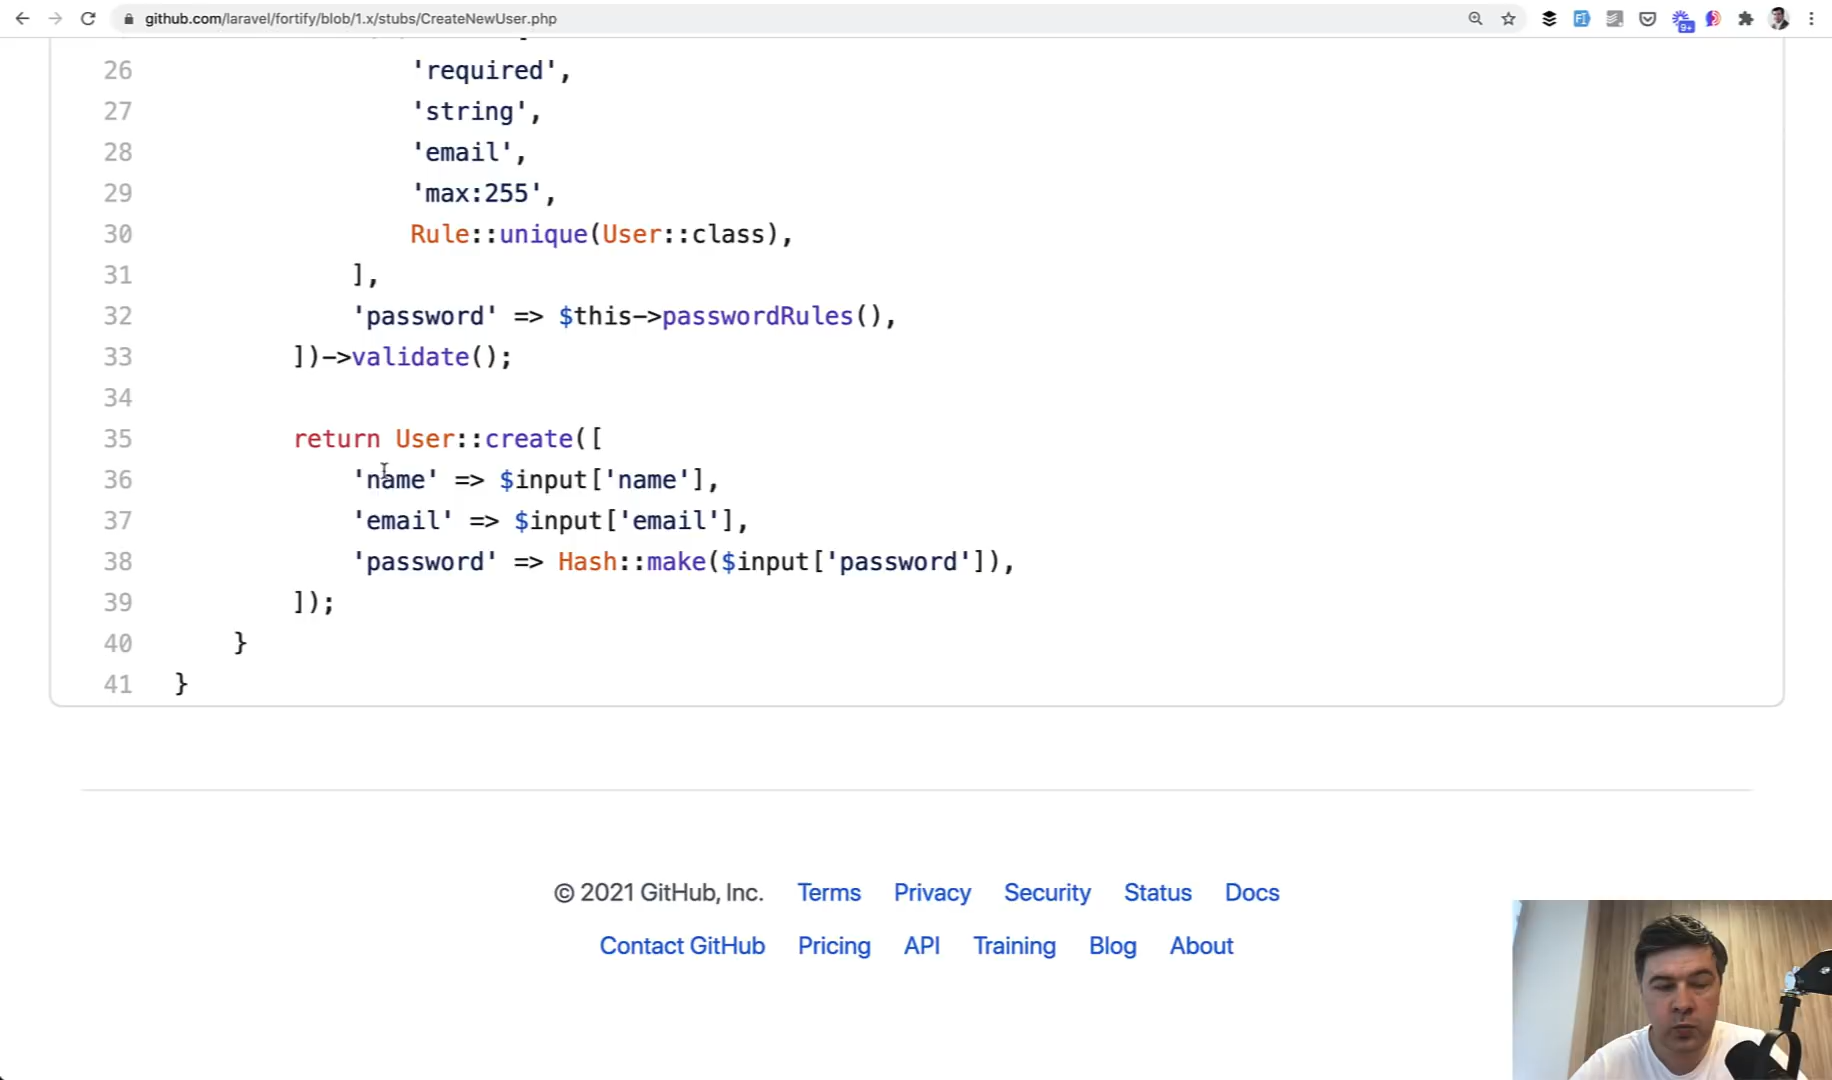 github.com/laravel/fortify/blob/1.x/stubs/CreateNewUser.php
9+
26 'required',
27 'string',
28 'email',
29 'max:255',
30 Rule::unique(User::class),
31 ],
32 'password' => $this->passwordRules(),
33 ])->validate();
34
35 return User::create([
36 'name' => $input['name'],
37 'email' => $input['email'],
38 'password' => Hash::make($input['password']),
39 ]);
40 }
41 }
© 2021 GitHub, Inc. Terms Privacy Security Status Docs
Contact GitHub Pricing API Training Blog About